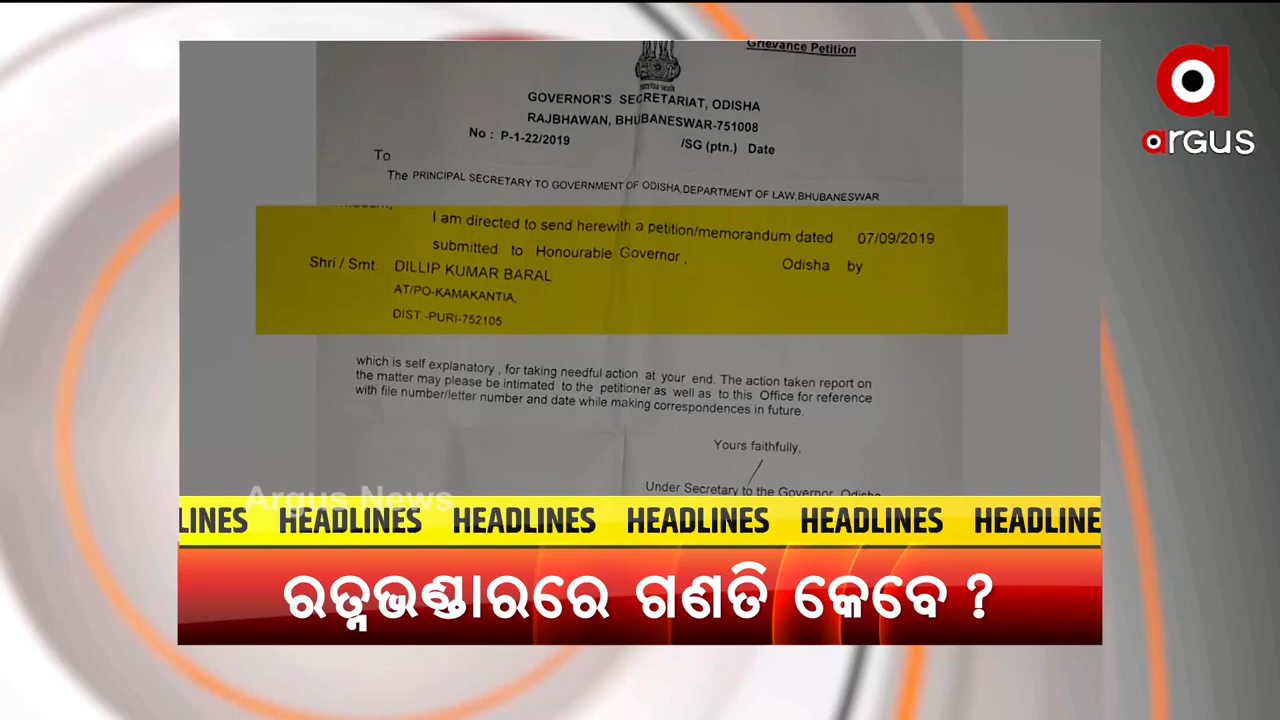 Grievance Petition
GOVERNOR'S SECRETARIAT, ODISHA
RAJBHAWAN, BHUBANESWAR-751008
No : P-1-22/2019 /SG (ptn.) Date
To
The PRINCIPAL SECRETARY TO GOVERNMENT OF ODISHA,DEPARTMENT OF LAW,BHUBANESWAR
I am directed to send herewith a petition/memorandum dated 07/09/2019
submitted to Honourable Governor , Odisha by
Shri / Smt. DILLIP KUMAR BARAL
AT/PO-KAMAKANTIA,
DIST.-PURI-752105
which is self explanatory , for taking needful action at your end. The action taken report on
the matter may please be intimated to the petitioner as well as to this Office for reference
with file number/letter number and date while making correspondences in future.
Yours faithfully,
Under Secretary to the Governor, Odisha
Argus News
LINES HEADLINES HEADLINES HEADLINES HEADLINES HEADLINE
ରତ୍ନଭଣ୍ଡାରରେ ଗଣତି କେବେ ?
argus